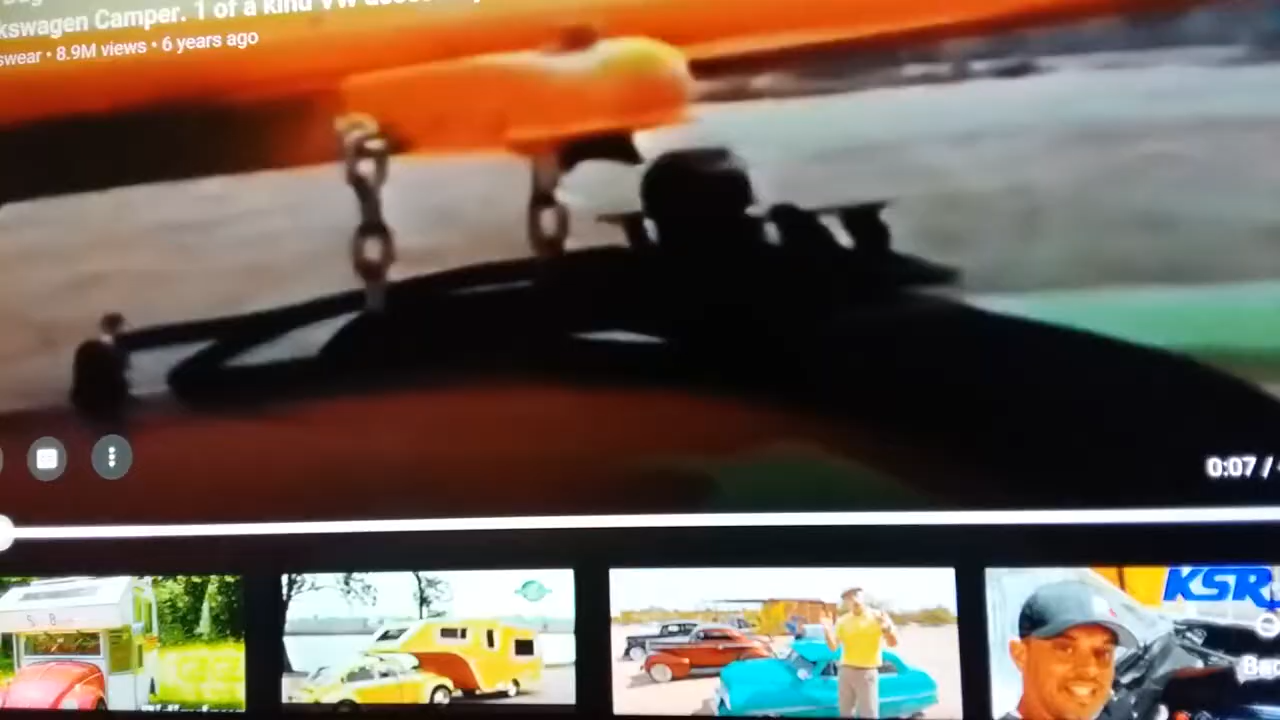 kswagen Camper. 1 of a kind VW
swear • 8.9M views • 6 years ago
0:07 /
S B
KSR